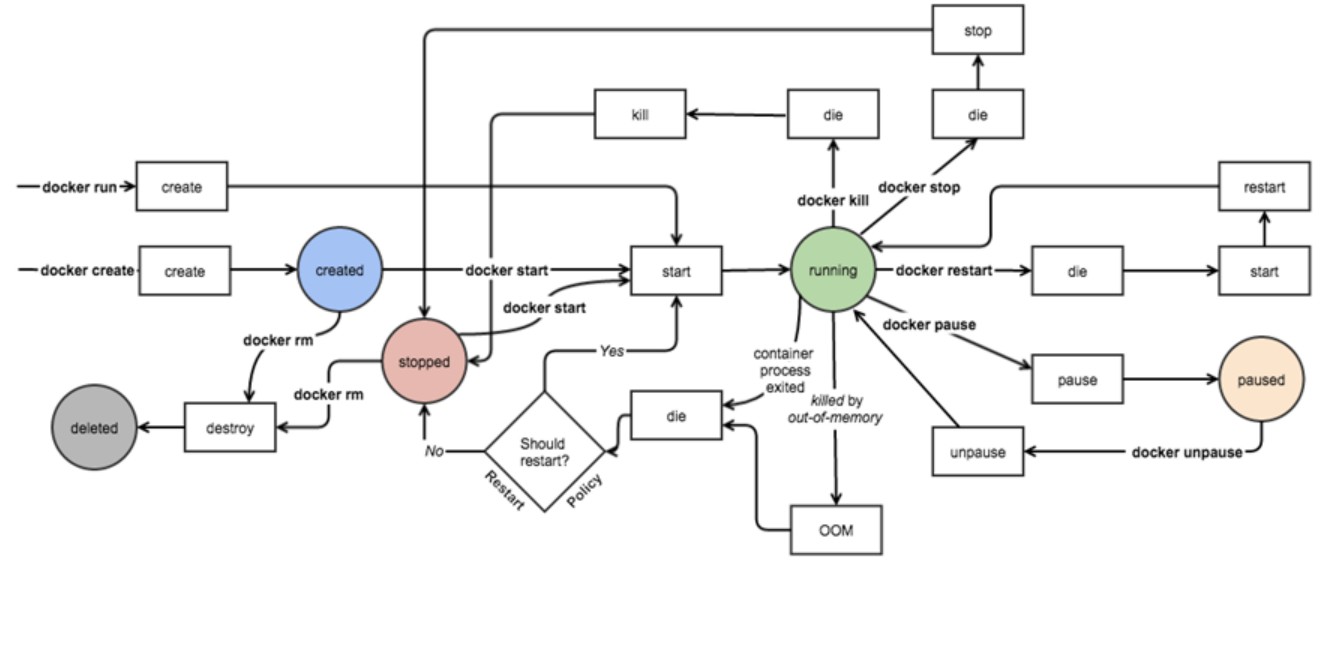 stop
kill
die
die
docker run
create
docker kill
docker stop
restart
docker create
create
created
docker start
start
running
docker restart
die
start
docker start
docker rm
stopped
Yes
container
process
exited
docker pause
pause
paused
docker rm
deleted
destroy
No
Should
restart?
Restart
Policy
die
killed by
out-of-memory
unpause
docker unpause
OOM